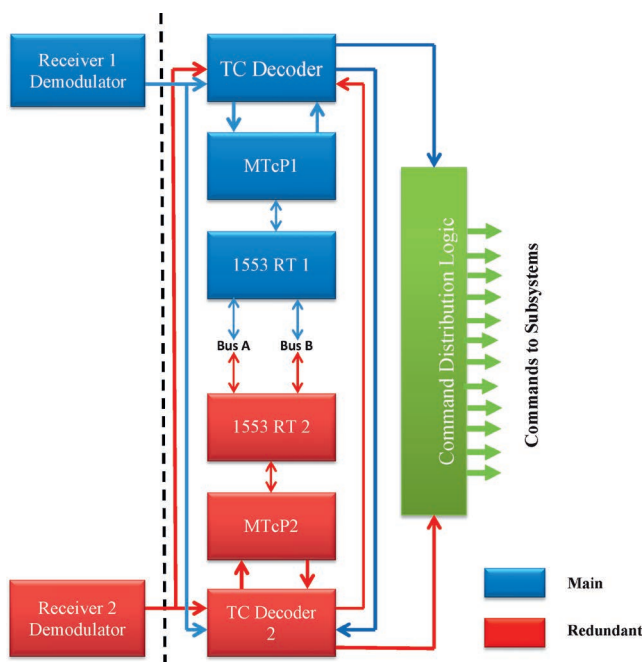 Receiver 1
Demodulator
TC Decoder
MTcP1
1553 RT 1
Bus A
Bus B
1553 RT 2
MTcP2
Receiver 2
Demodulator
TC Decoder
2
Command Distribution Logic
Commands to Subsystems
Main
Redundant